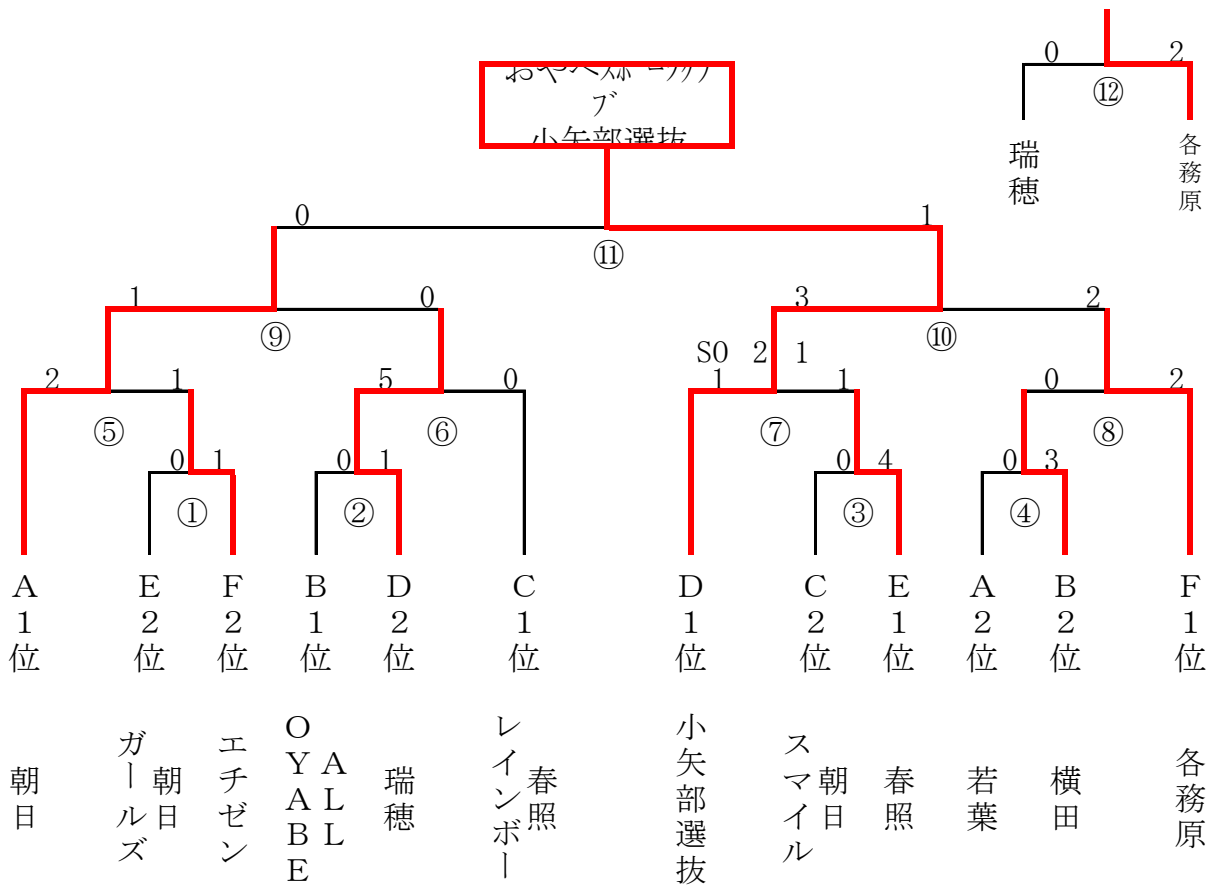 ブ
小矢部選抜
0 2
⑫
瑞穂
各務原
0 1
⑪
1 0 3 2
⑨ ⑩
S0 2 1
2 1 5 0 1 1 0 2
⑤ ⑥ ⑦ ⑧
0 1 0 1 0 4 0 3
① ② ③ ④
A1位
E2位
F2位
B1位
D2位
C1位
D1位
C2位
E1位
A2位
B2位
F1位
朝日
朝日
ガールズ
エチゼン
ALL
OYABE
瑞穂
春照
レインボー
小矢部選抜
朝日
スマイル
春照
若葉
横田
各務原